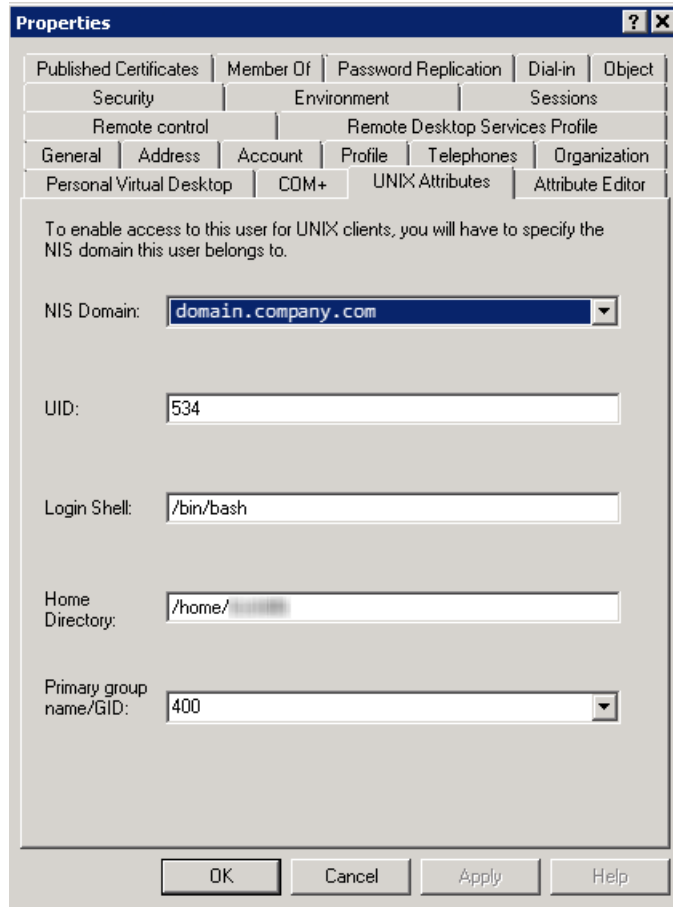 Properties
Published Certificates Member Of Password Replication Dial-in Object
Security Environment Sessions
Remote control Remote Desktop Services Profile
General Address Account Profile Telephones Organization
Personal Virtual Desktop COM+ UNIX Attributes Attribute Editor
To enable access to this user for UNIX clients, you will have to specify the
NIS domain this user belongs to.
NIS Domain: domain.company.com
UID: 534
Login Shell: /bin/bash
Home
Directory: /home/
Primary group
name/GID: 400
OK Cancel Apply Help